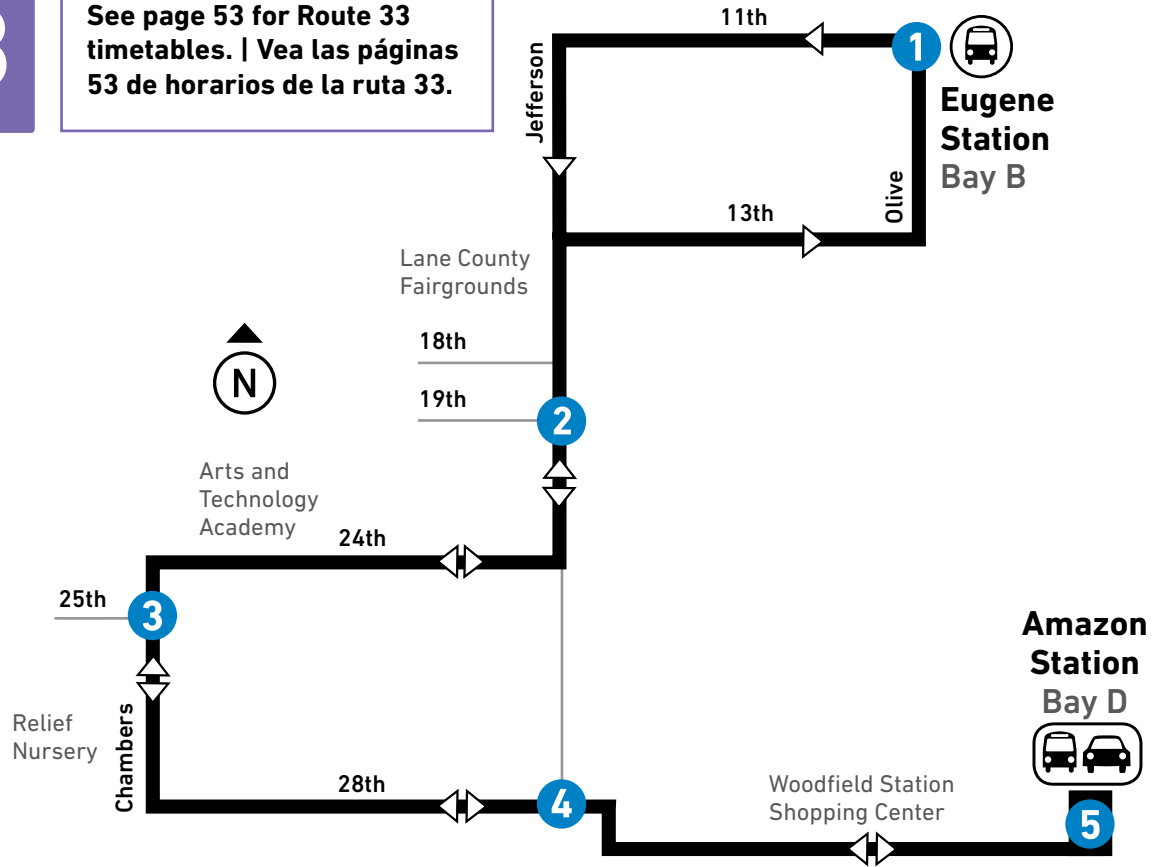 See page 53 for Route 33
timetables. | Vea las páginas
53 de horarios de la ruta 33.
11th
1
Jefferson
Eugene
Station
Bay B
Olive
13th
Lane County
Fairgrounds
18th
N
19th
2
Arts and
Technology
Academy
24th
25th
3
Amazon
Station
Bay D
Relief
Nursery
Chambers
28th
4
Woodfield Station
Shopping Center
5